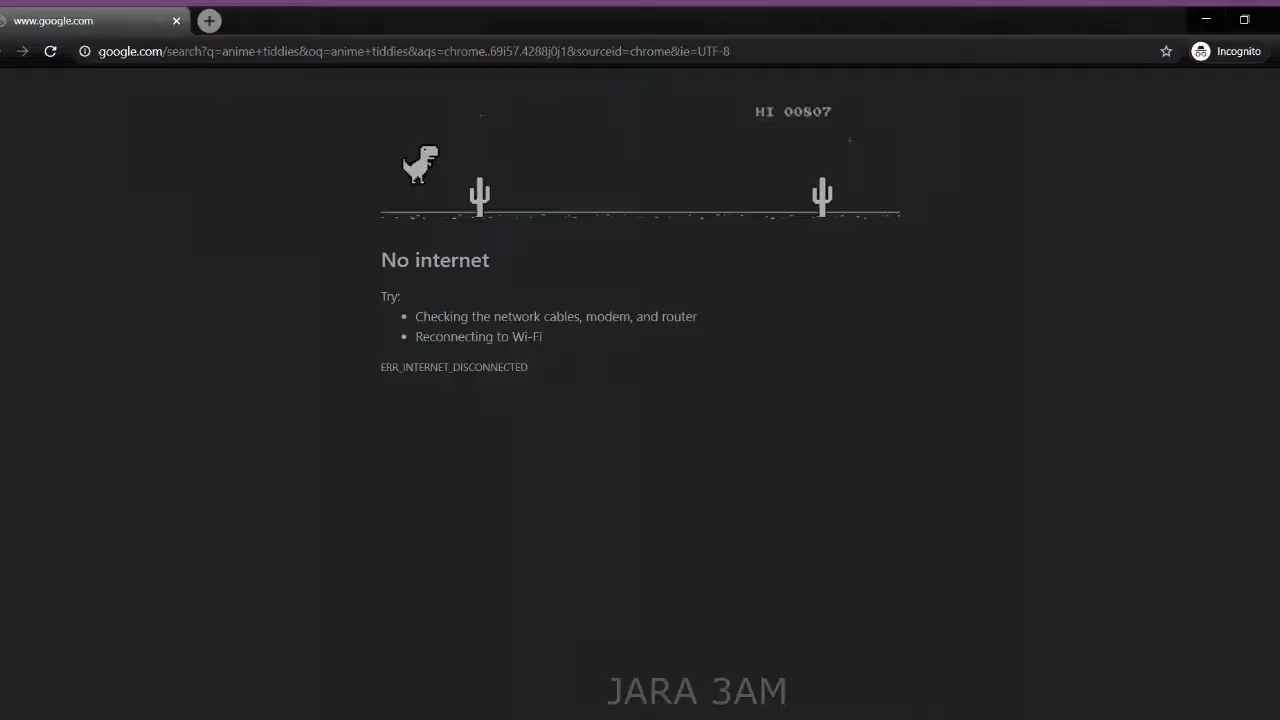 www.google.com
google.com/search?q=anime+tiddies&oq=anime+tiddies&aqs=chrome..69i57.4288j0j1&sourceid=chrome&ie=UTF-8
Incognito
HI 00807
No internet
Try:
Checking the network cables, modem, and router
Reconnecting to Wi-Fi
ERR_INTERNET_DISCONNECTED
JARA 3AM